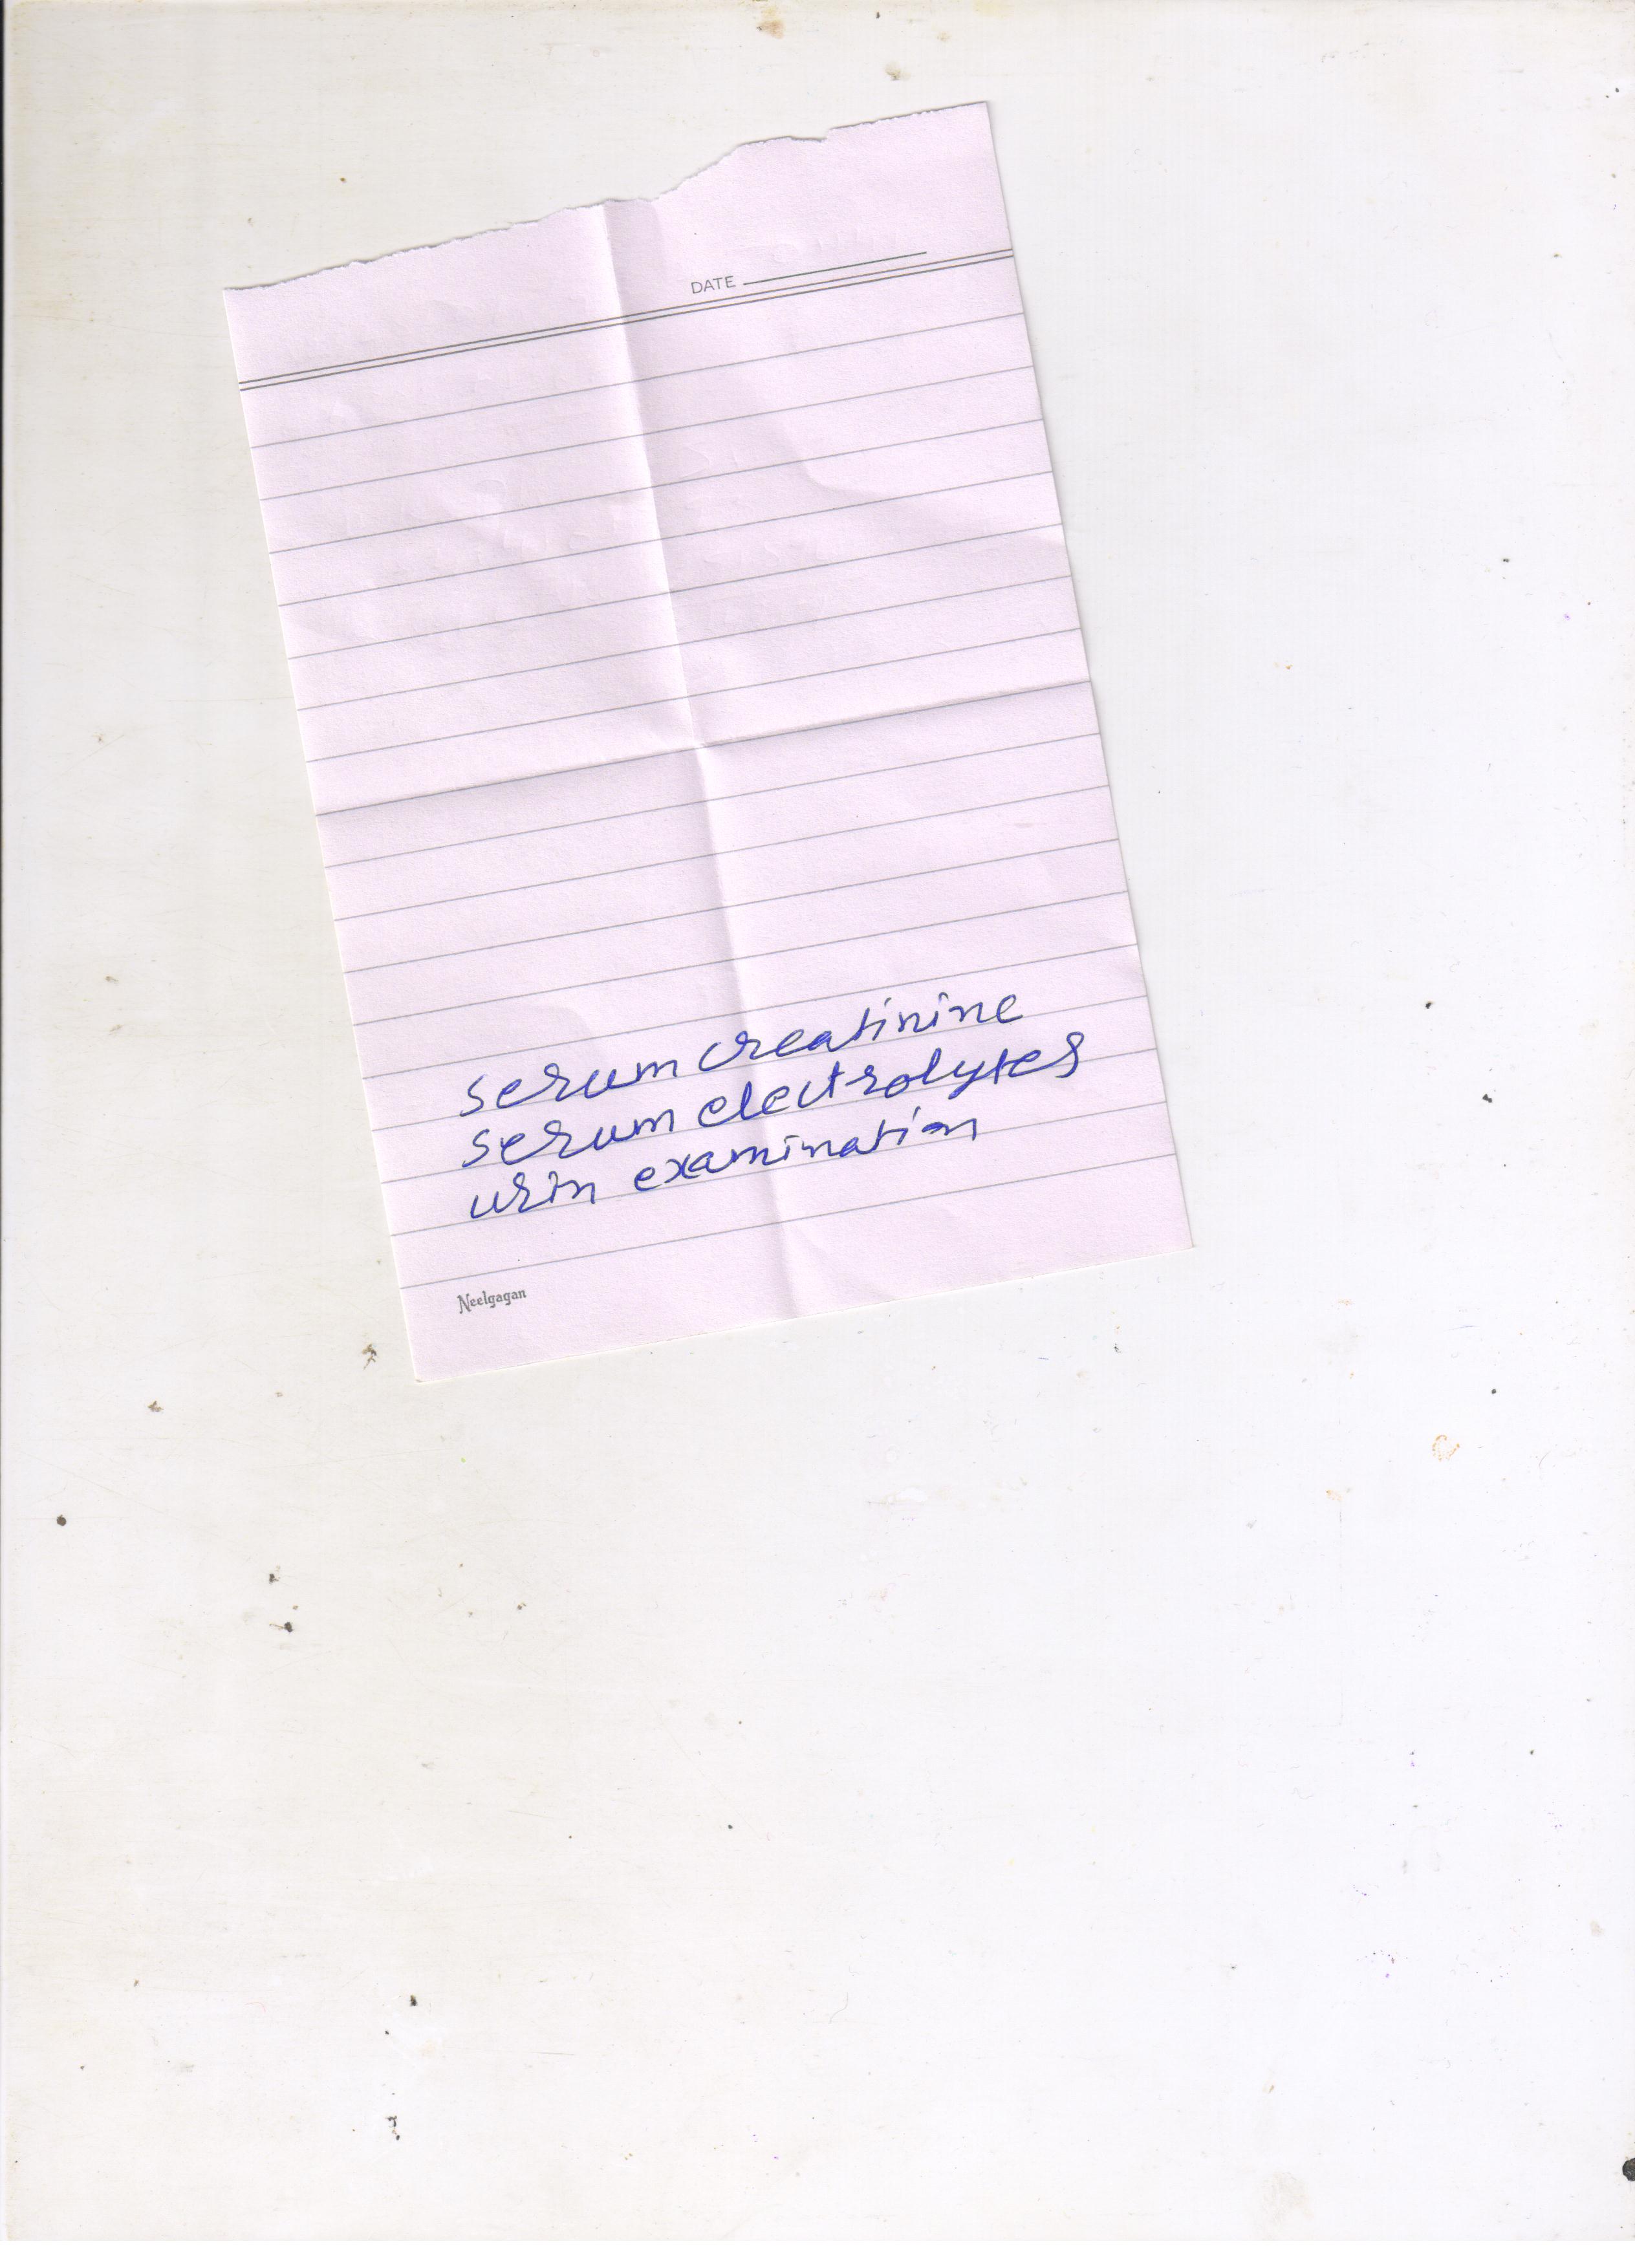 DATE
serum creatinine
serum electrolytes
urin examination
Neelgagan